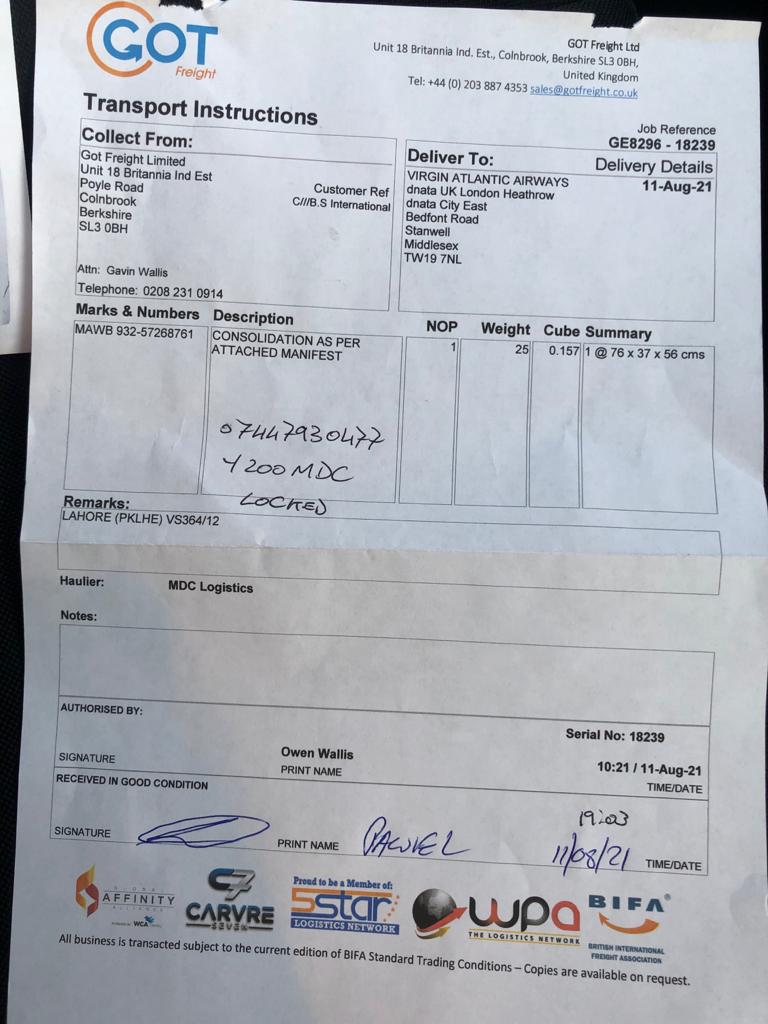 GOT
Freight
GOT Freight Ltd
Unit 18 Britannia Ind. Est., Colnbrook, Berkshire SL3 0BH,
United Kingdom
Tel: +44 (0) 203 887 4353 sales@gotfreight.co.uk
Transport Instructions
Job Reference
GE8296 - 18239
Collect From:
Got Freight Limited
Unit 18 Britannia Ind Est
Poyle Road
Colnbrook
Berkshire
SL3 0BH
Customer Ref
C///B.S International
Attn: Gavin Wallis
Telephone: 0208 231 0914
Deliver To:
Delivery Details
11-Aug-21
VIRGIN ATLANTIC AIRWAYS
dnata UK London Heathrow
dnata City East
Bedfont Road
Stanwell
Middlesex
TW19 7NL
Marks & Numbers Description NOP Weight Cube Summary
MAWB 932-57268761 CONSOLIDATION AS PER 1 25 0.157 1 @ 76 x 37 x 56 cms
ATTACHED MANIFEST
07447930477
Y200MDC
LOCKED
Remarks:
LAHORE (PKLHE) VS364/12
Haulier: MDC Logistics
Notes:
AUTHORISED BY:
Serial No: 18239
SIGNATURE
Owen Wallis
PRINT NAME
10:21 / 11-Aug-21
TIME/DATE
RECEIVED IN GOOD CONDITION
19:03
SIGNATURE
PRINT NAME
PAWEL
11/08/21
TIME/DATE
GLOBAL
AFFINITY
ALLIANCE
WCA
C7
CARVRE
SEVEN
Proud to be a Member of:
5star
LOGISTICS NETWORK
wpa
THE LOGISTICS NETWORK
BIFA
BRITISH INTERNATIONAL
FREIGHT ASSOCIATION
All business is transacted subject to the current edition of BIFA Standard Trading Conditions – Copies are available on request.